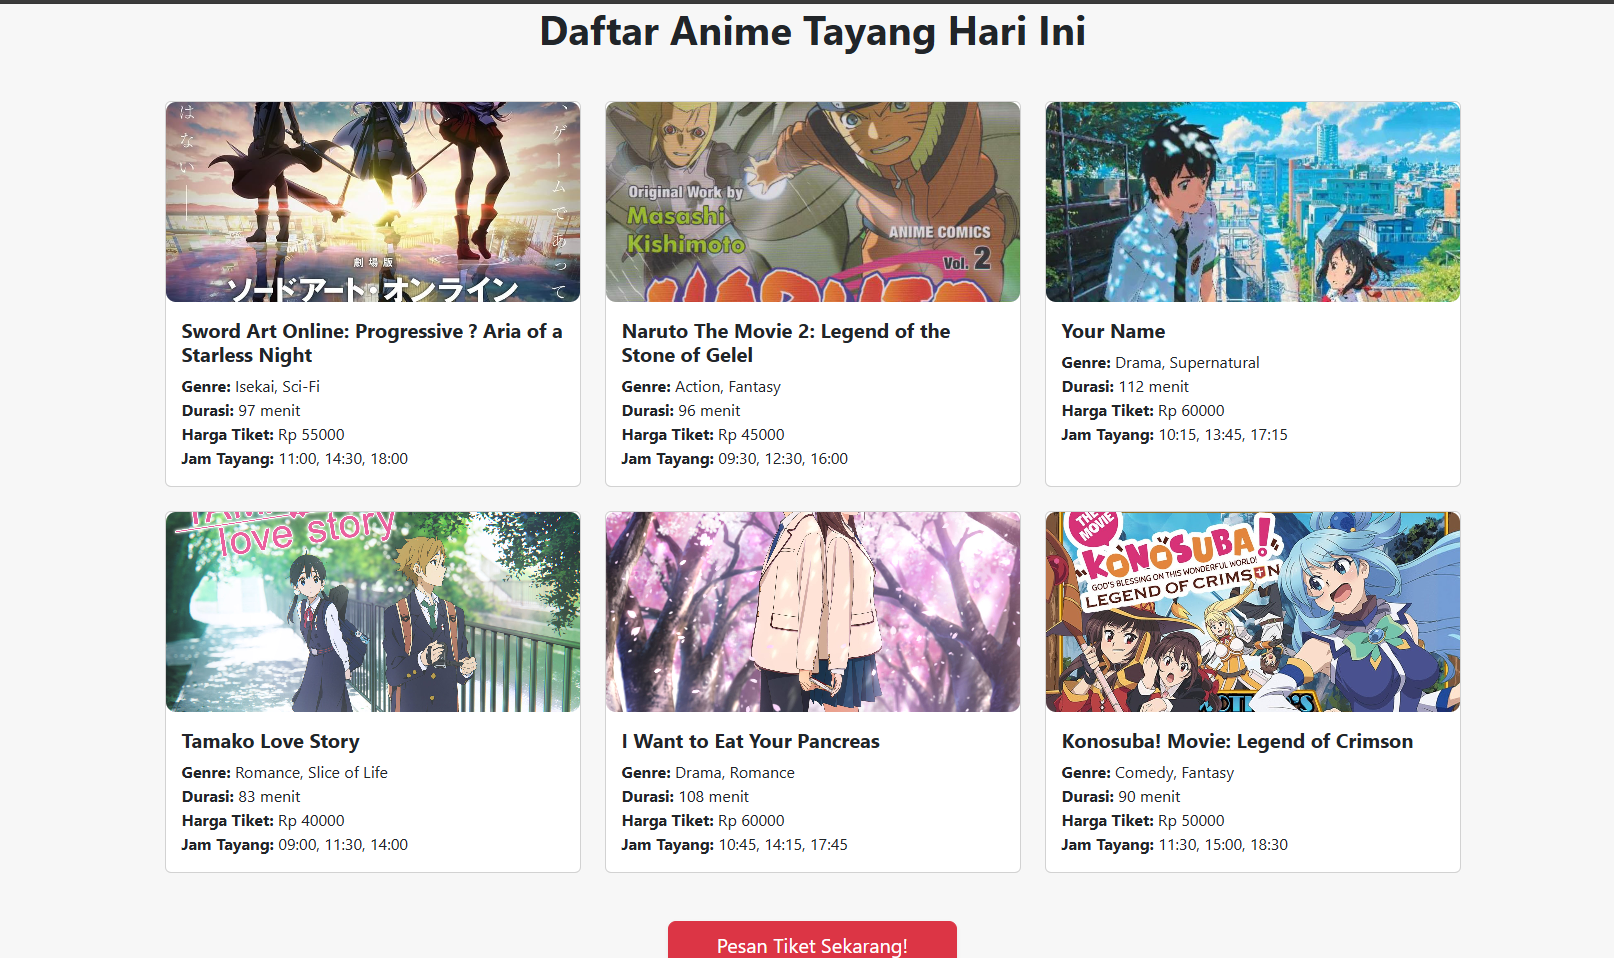 Daftar Anime Tayang Hari Ini
はない——
、ゲームであって
劇場版
ソードアート・オンライン
Sword Art Online: Progressive ? Aria of a
Starless Night
Genre: Isekai, Sci-Fi
Durasi: 97 menit
Harga Tiket: Rp 55000
Jam Tayang: 11:00, 14:30, 18:00
Original Work by
Masashi
Kishimoto
ANIME COMICS
Vol. 2
NARUTO
Naruto The Movie 2: Legend of the
Stone of Gelel
Genre: Action, Fantasy
Durasi: 96 menit
Harga Tiket: Rp 45000
Jam Tayang: 09:30, 12:30, 16:00
Your Name
Genre: Drama, Supernatural
Durasi: 112 menit
Harga Tiket: Rp 60000
Jam Tayang: 10:15, 13:45, 17:15
love story
Tamako Love Story
Genre: Romance, Slice of Life
Durasi: 83 menit
Harga Tiket: Rp 40000
Jam Tayang: 09:00, 11:30, 14:00
I Want to Eat Your Pancreas
Genre: Drama, Romance
Durasi: 108 menit
Harga Tiket: Rp 60000
Jam Tayang: 10:45, 14:15, 17:45
THE
MOVIE
KONOSUBA!
GOD'S BLESSING ON THIS WONDERFUL WORLD!
LEGEND OF CRIMSON
Konosuba! Movie: Legend of Crimson
Genre: Comedy, Fantasy
Durasi: 90 menit
Harga Tiket: Rp 50000
Jam Tayang: 11:30, 15:00, 18:30
Pesan Tiket Sekarang!